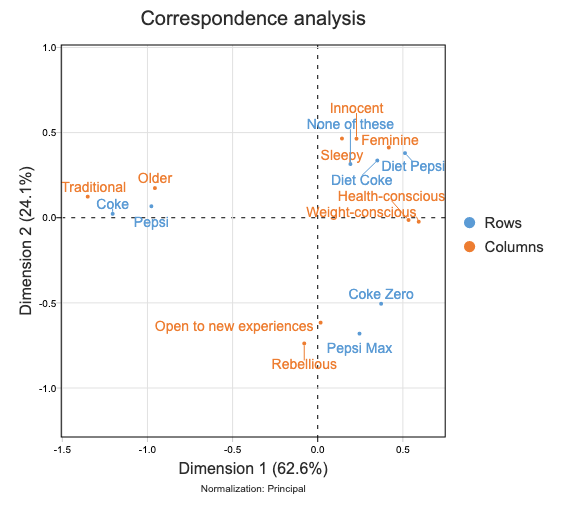 Correspondence analysis
1.0
Innocent
None of these
0.5
Feminine
Sleepy
Diet Pepsi
Diet Coke
Older
Traditional
Health-conscious
Coke
Weight-conscious
0.0
Pepsi
Rows
Columns
Dimension 2 (24.1%)
Coke Zero
-0.5
Open to new experiences
Pepsi Max
Rebellious
-1.0
-1.5 -1.0 -0.5 0.0 0.5
Dimension 1 (62.6%)
Normalization: Principal